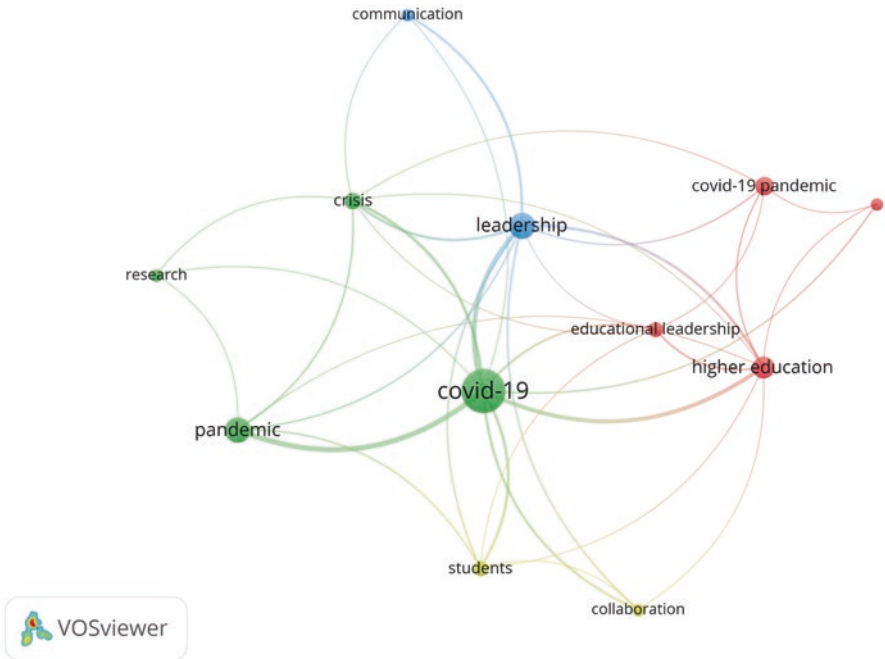 communication
covid-19 pandemic
crisis
leadership
research
educational leadership
higher education
covid-19
pandemic
students
collaboration
VOSviewer